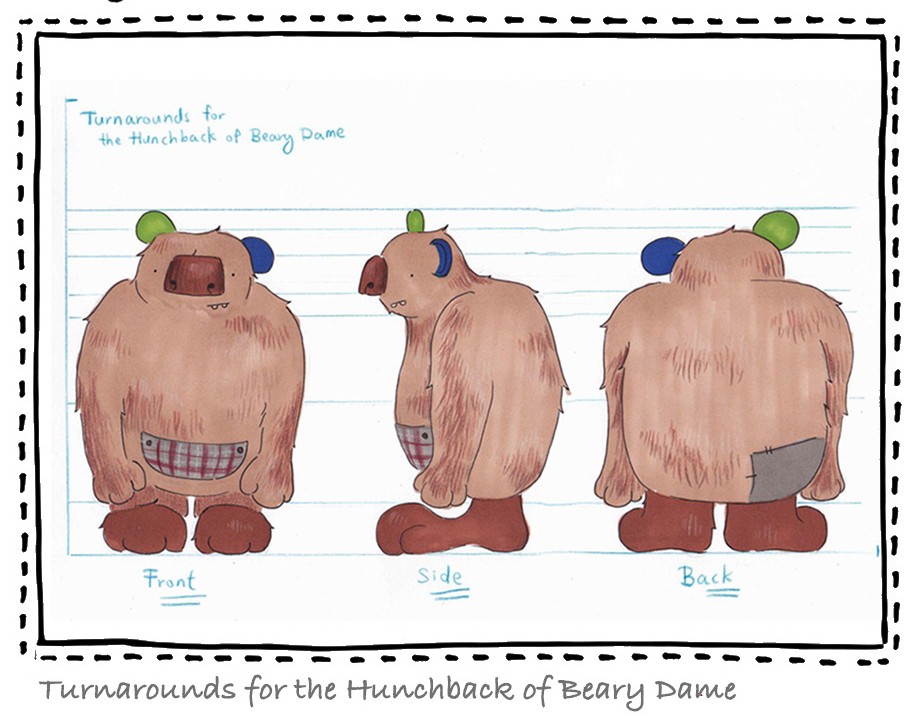 Turnarounds for
the Hunchback of Beary Dame
Front
Side
Back
Turnarounds for the Hunchback of Beary Dame